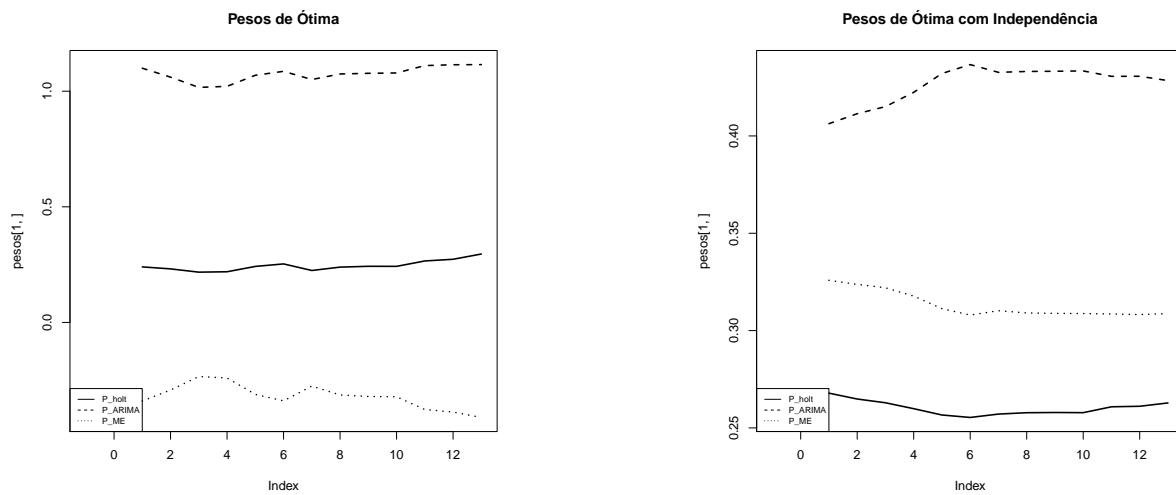 Pesos de Ótima
pesos[1, ]
1.0
0.5
0.0
P_holt
P_ARIMA
P_ME
0 2 4 6 8 10 12
Index
Pesos de Ótima com Independência
pesos[1, ]
0.40
0.35
0.30
0.25
P_holt
P_ARIMA
P_ME
0 2 4 6 8 10 12
Index